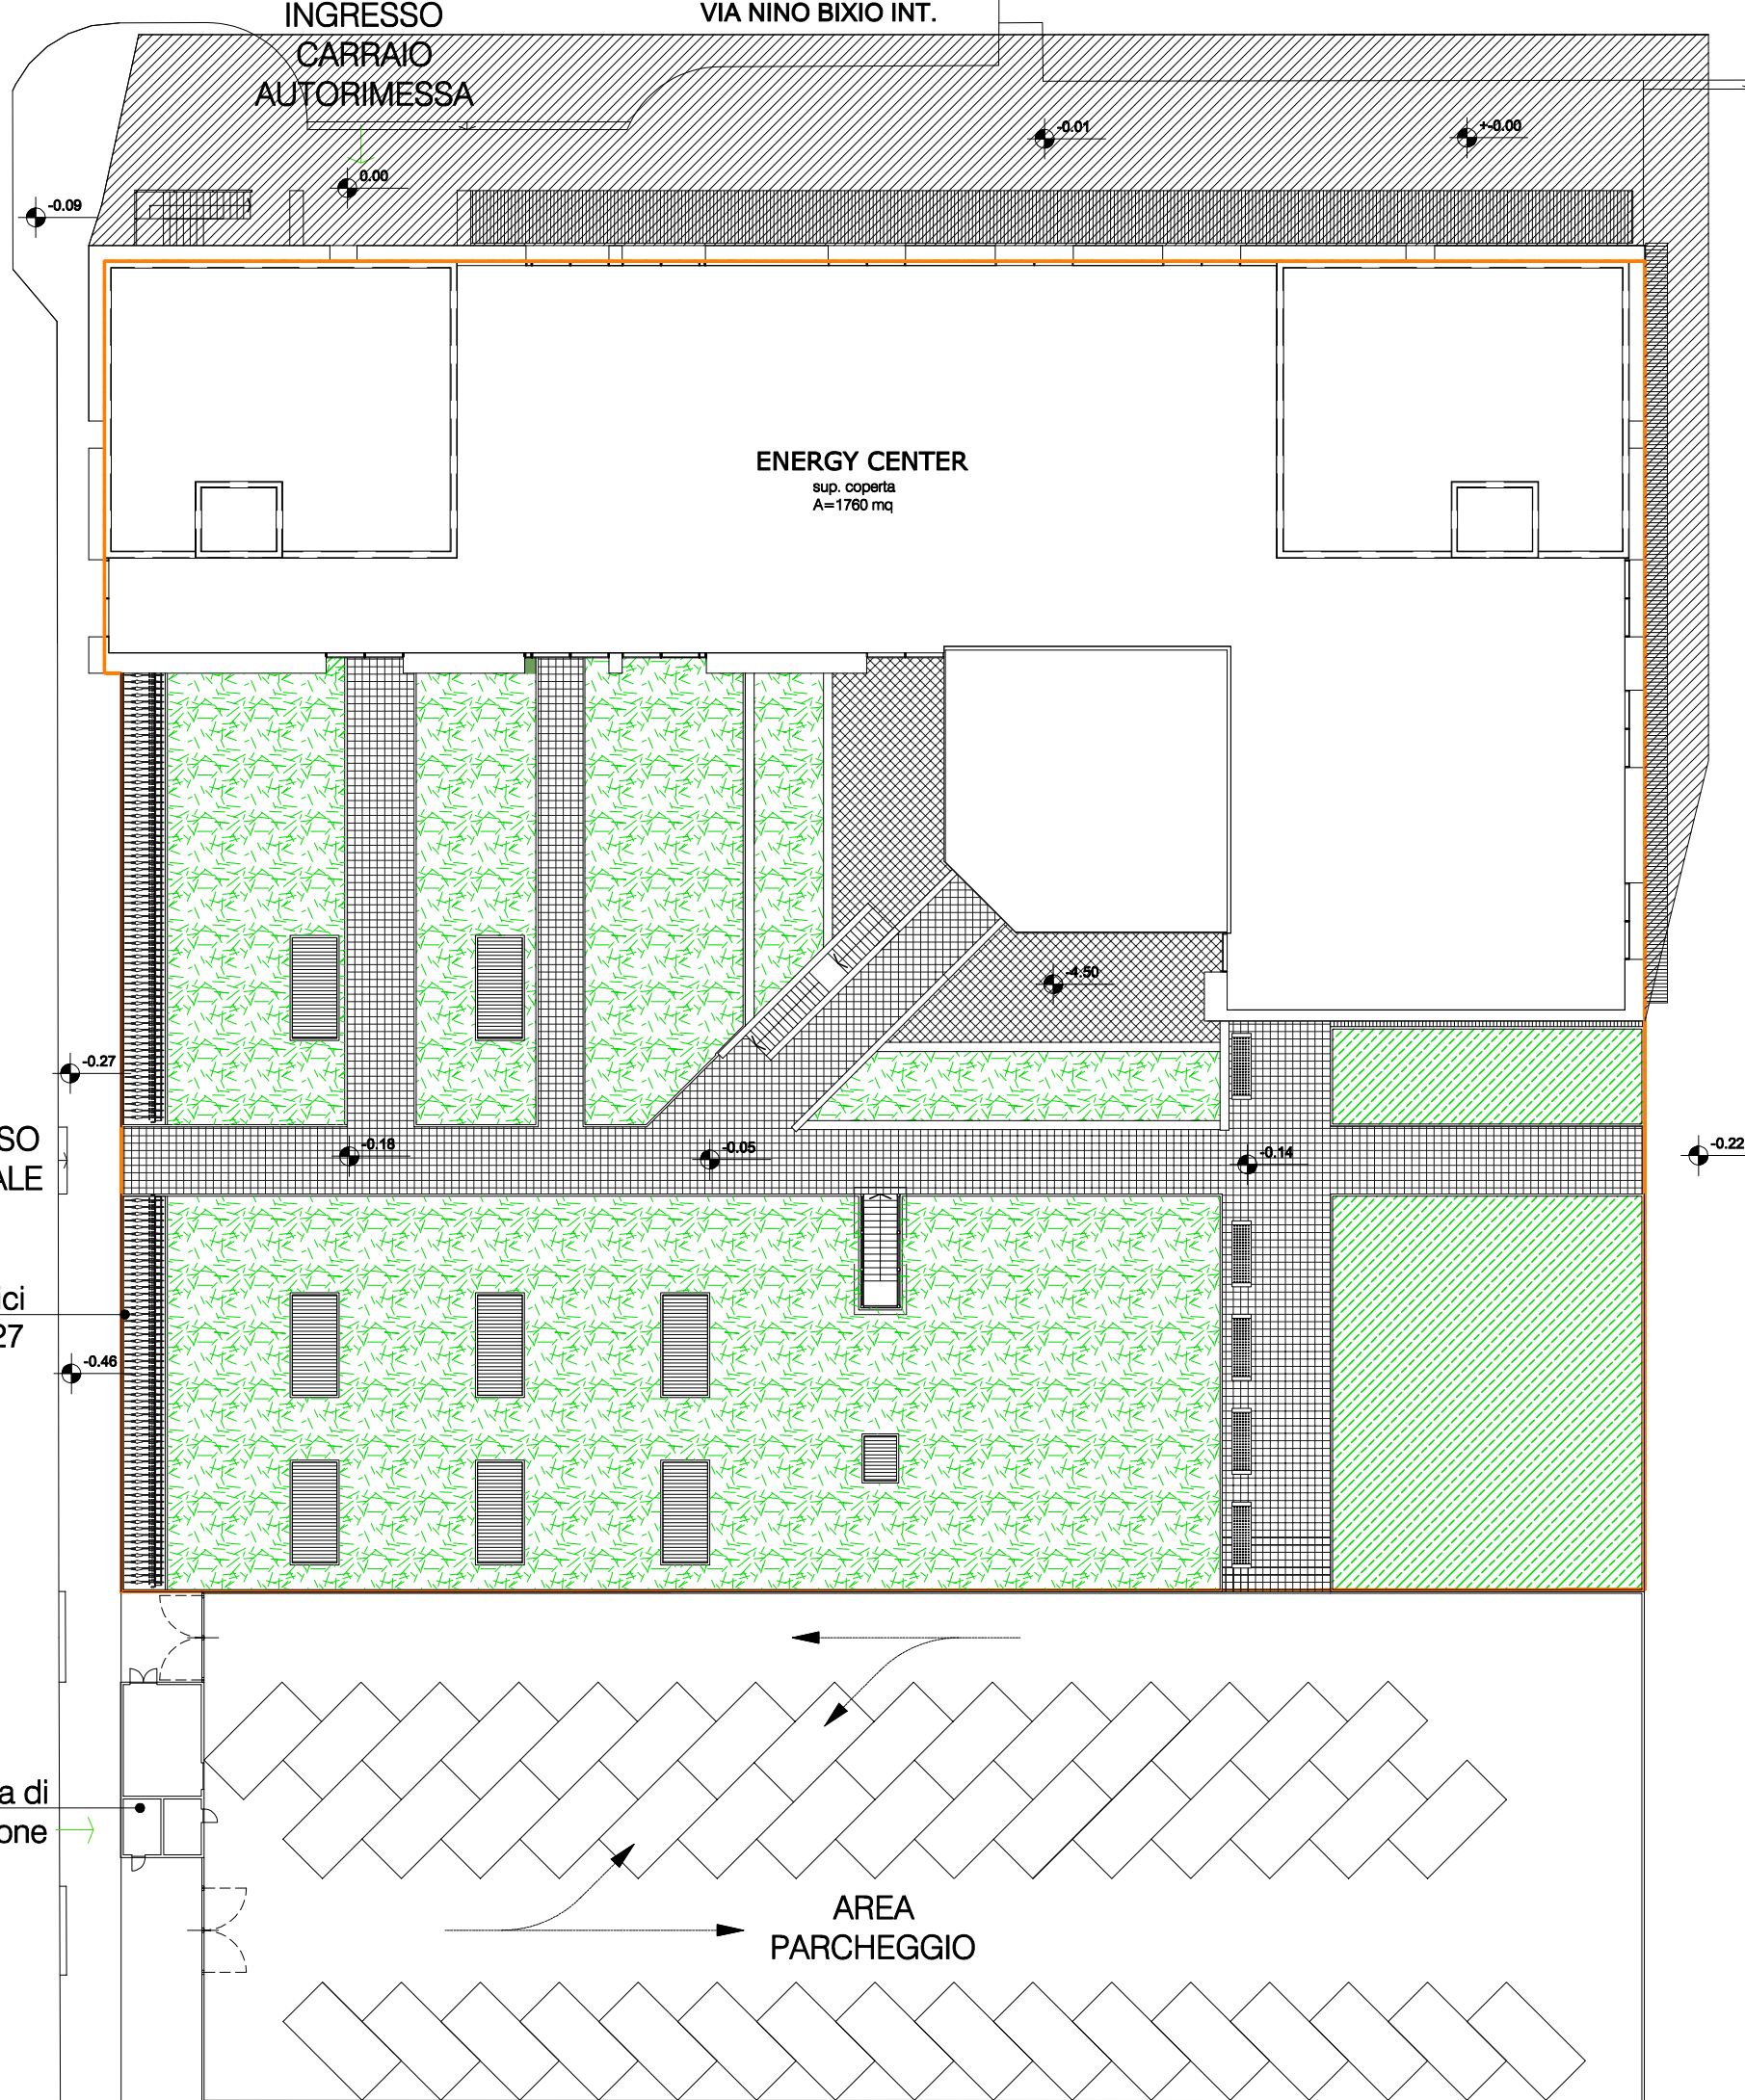 INGRESSO
CARRAIO
AUTORIMESSA
VIA NINO BIXIO INT.
-0.01
+-0.00
0.00
-0.09
ENERGY CENTER
sup. coperta
A=1760 mq
-4.50
-0.27
SO
ALE
-0.18
-0.05
-0.14
-0.22
ici
27
-0.46
a di
one
AREA
PARCHEGGIO